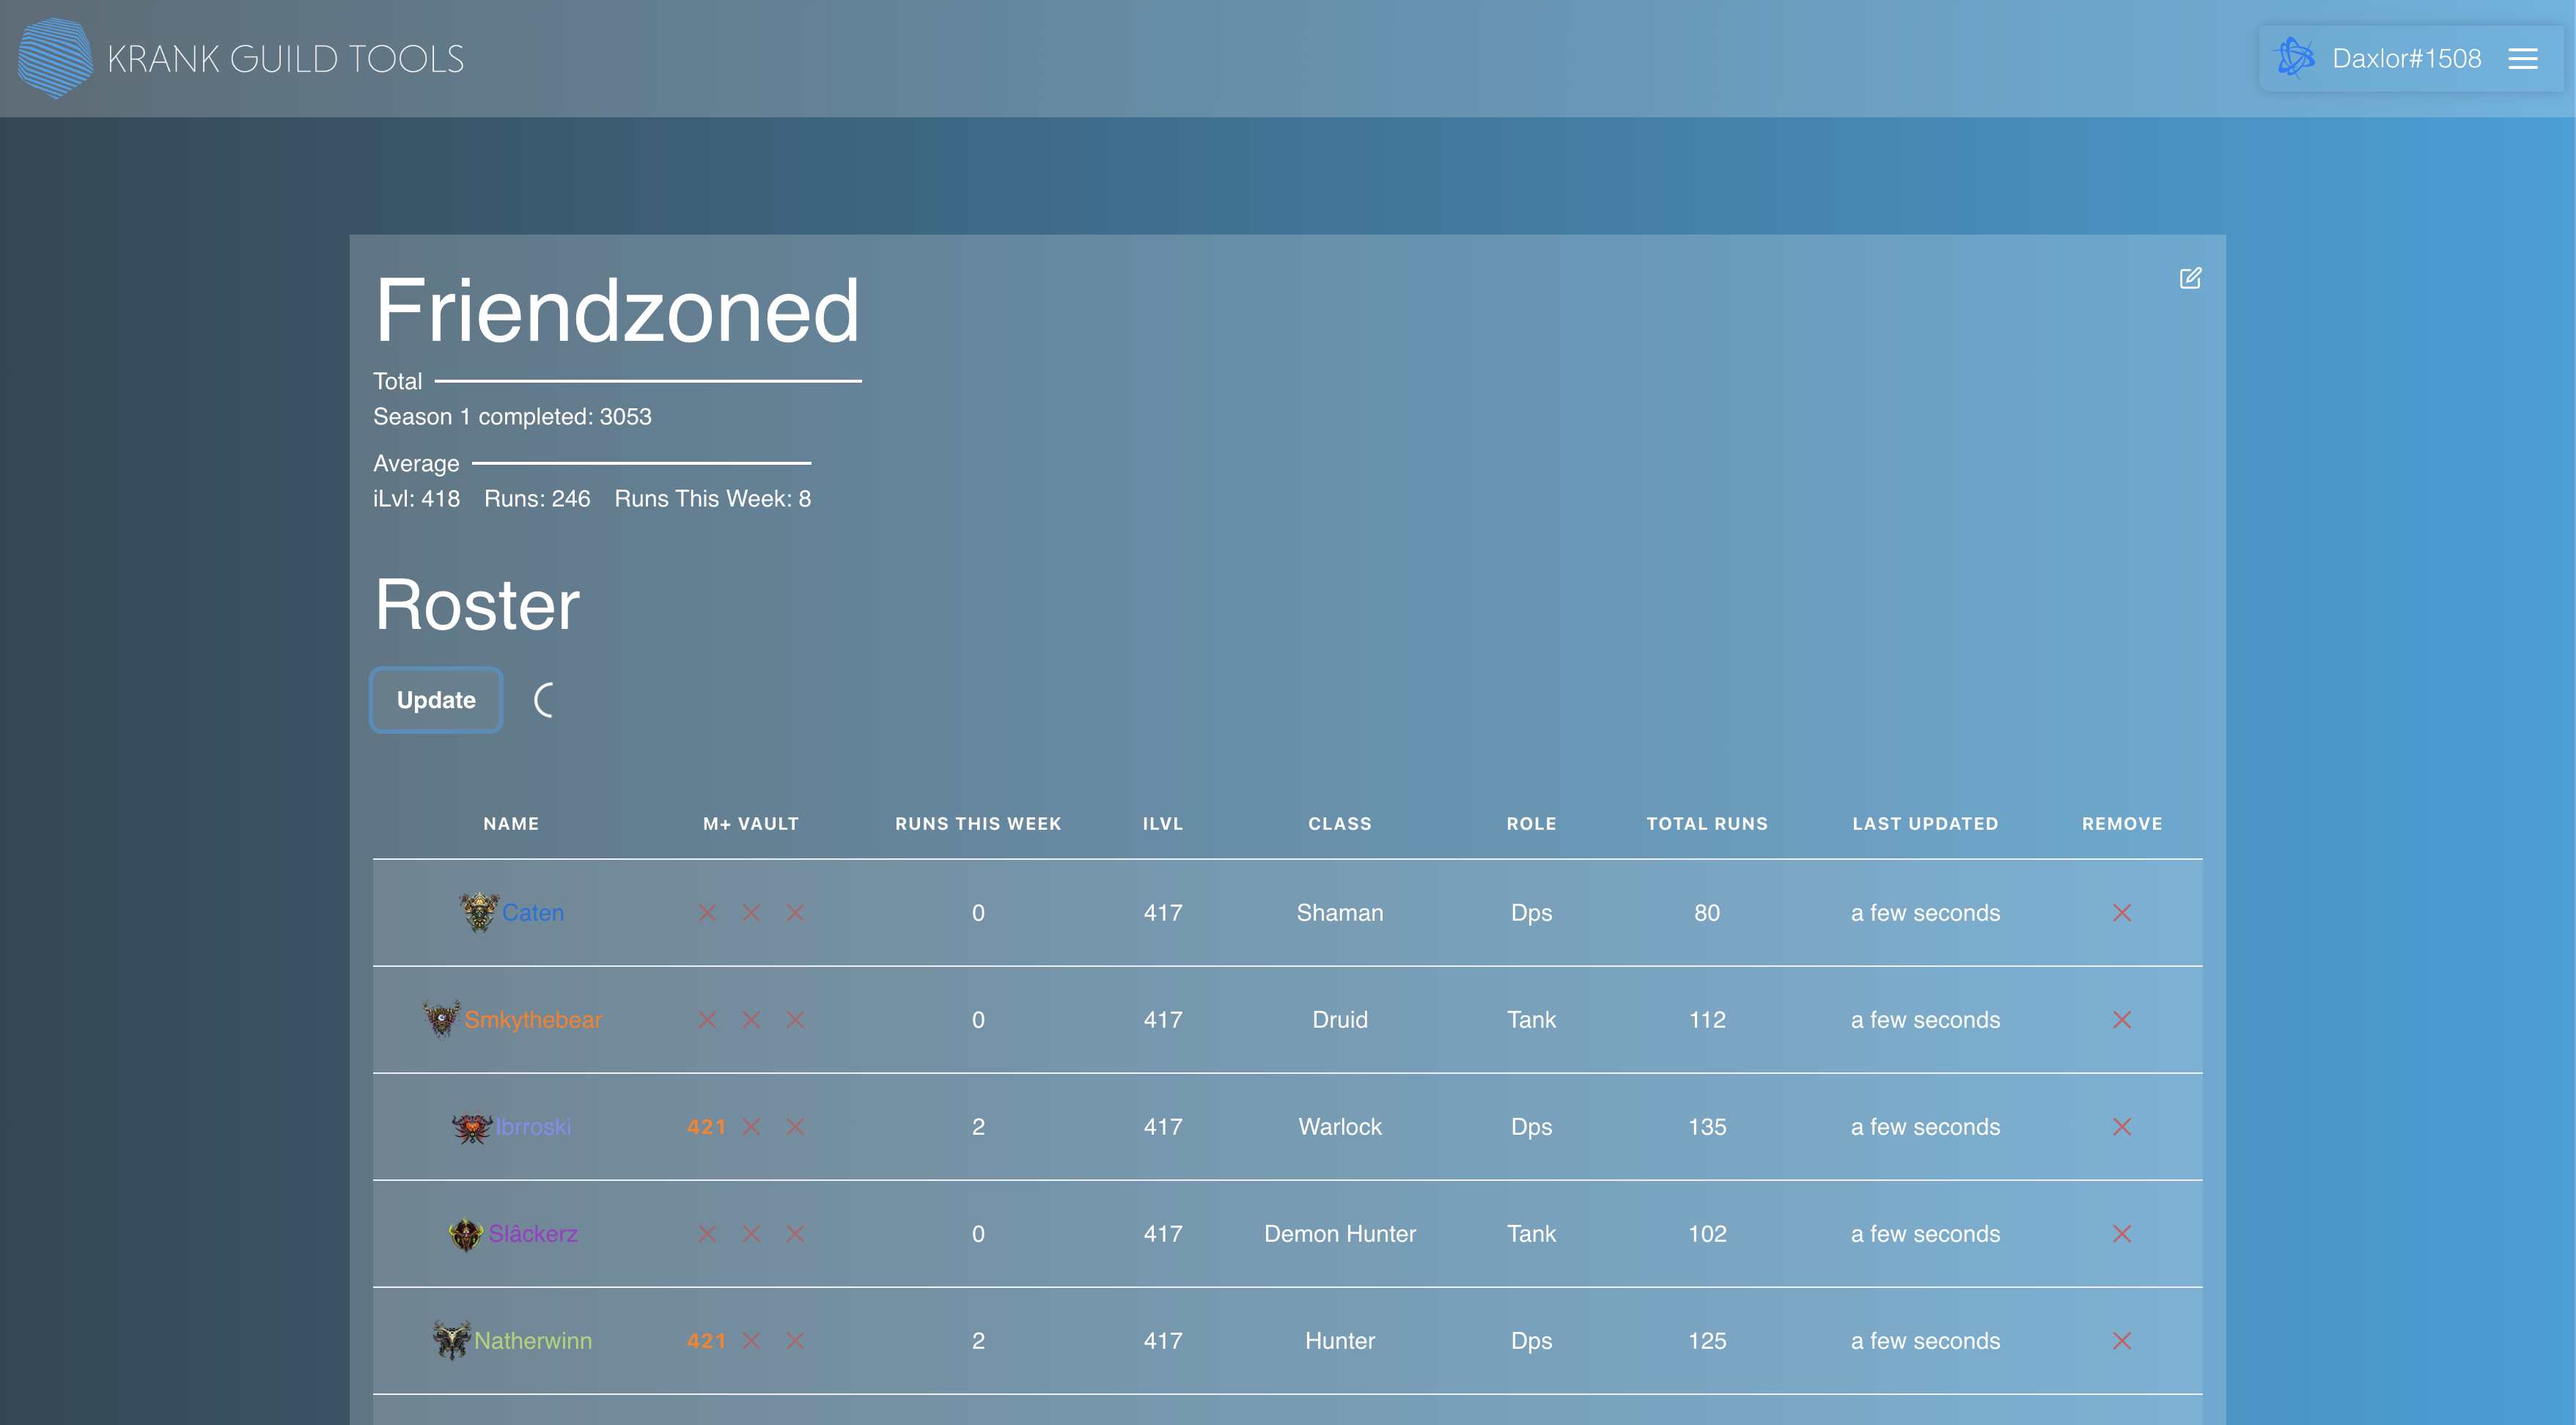 KRANK GUILD TOOLS
Daxlor#1508
Friendzoned
Total
Season 1 completed: 3053
Average
iLvl: 418 Runs: 246 Runs This Week: 8
Roster
Update
NAME M+ VAULT RUNS THIS WEEK ILVL CLASS ROLE TOTAL RUNS LAST UPDATED REMOVE
Caten 0 417 Shaman Dps 80 a few seconds
Smkythebear 0 417 Druid Tank 112 a few seconds
Ibrroski 421 2 417 Warlock Dps 135 a few seconds
Slâckerz 0 417 Demon Hunter Tank 102 a few seconds
Natherwinn 421 2 417 Hunter Dps 125 a few seconds